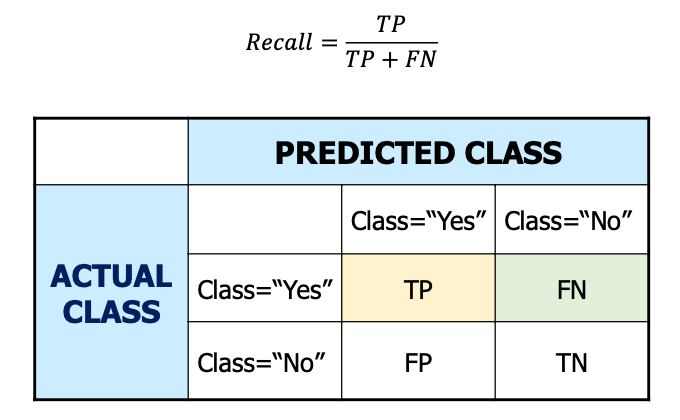 Recall = TP / TP + FN
PREDICTED CLASS
Class=“Yes” Class=“No”
ACTUAL CLASS
Class=“Yes” TP FN
Class=“No” FP TN